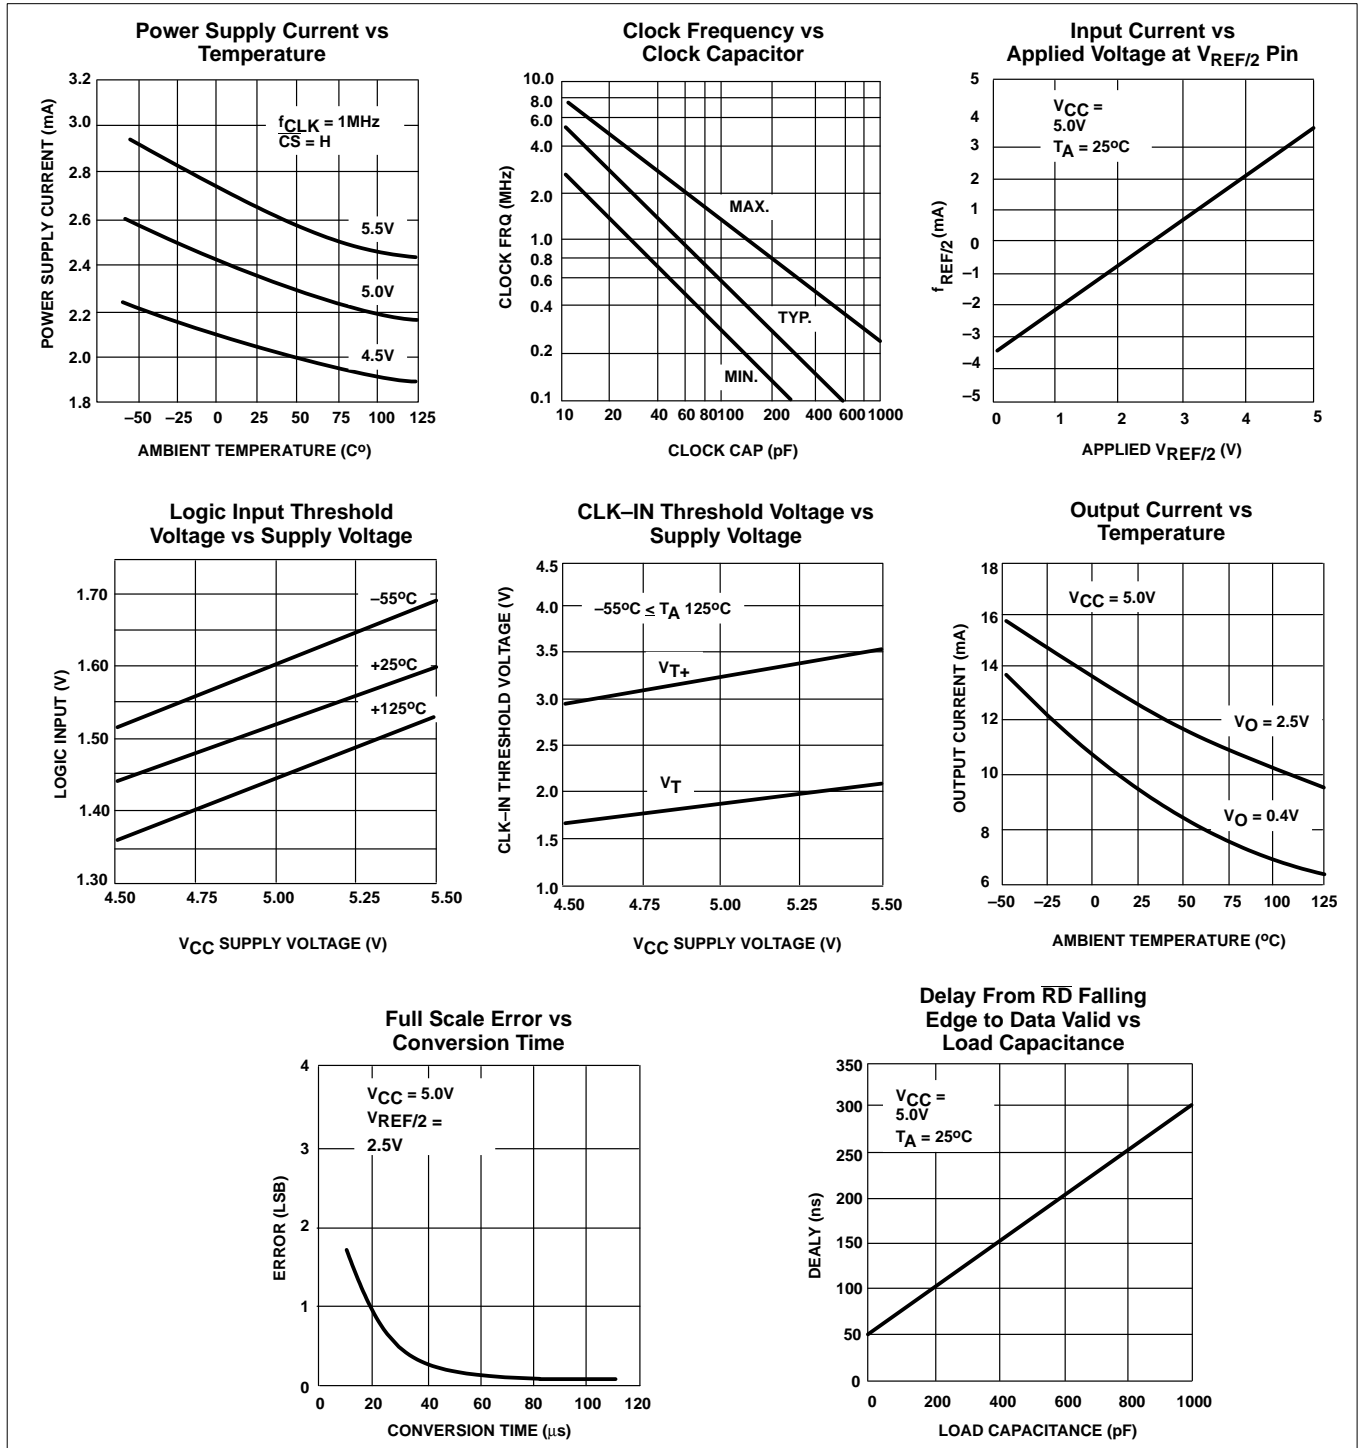 Power Supply Current vs
Temperature
3.2
3.0
2.8
2.6
2.4
2.2
2.0
1.8
POWER SUPPLY CURRENT (mA)
fCLK = 1MHz
CS = H
5.5V
5.0V
4.5V
–50 –25 0 25 50 75 100 125
AMBIENT TEMPERATURE (Cº)
Clock Frequency vs
Clock Capacitor
10.0
8.0
6.0
4.0
2.0
1.0
0.8
0.6
0.4
0.2
0.1
CLOCK FRQ (MHz)
MAX.
TYP.
MIN.
10 20 40 60 80 100 200 400 600 1000
CLOCK CAP (pF)
Input Current vs
Applied Voltage at VREF/2 Pin
5
4
3
2
1
0
–1
–2
–3
–4
–5
fREF/2 (mA)
VCC =
5.0V
TA = 25ºC
0 1 2 3 4 5
APPLIED VREF/2 (V)
Logic Input Threshold
Voltage vs Supply Voltage
1.70
1.60
1.50
1.40
1.30
LOGIC INPUT (V)
–55ºC
+25ºC
+125ºC
4.50 4.75 5.00 5.25 5.50
VCC SUPPLY VOLTAGE (V)
CLK–IN Threshold Voltage vs
Supply Voltage
4.5
4.0
3.5
3.0
2.5
2.0
1.5
1.0
CLK–IN THRESHOLD VOLTAGE (V)
–55ºC ≤ TA 125ºC
VT+
VT
4.50 4.75 5.00 5.25 5.50
VCC SUPPLY VOLTAGE (V)
Output Current vs
Temperature
18
16
14
12
10
8
6
OUTPUT CURRENT (mA)
VCC = 5.0V
VO = 2.5V
VO = 0.4V
–50 –25 0 25 50 75 100 125
AMBIENT TEMPERATURE (ºC)
Full Scale Error vs
Conversion Time
4
3
2
1
0
ERROR (LSB)
VCC = 5.0V
VREF/2 =
2.5V
0 20 40 60 80 100 120
CONVERSION TIME (µs)
Delay From RD Falling
Edge to Data Valid vs
Load Capacitance
350
300
250
200
150
100
50
0
DEALY (ns)
VCC =
5.0V
TA = 25ºC
0 200 400 600 800 1000
LOAD CAPACITANCE (pF)